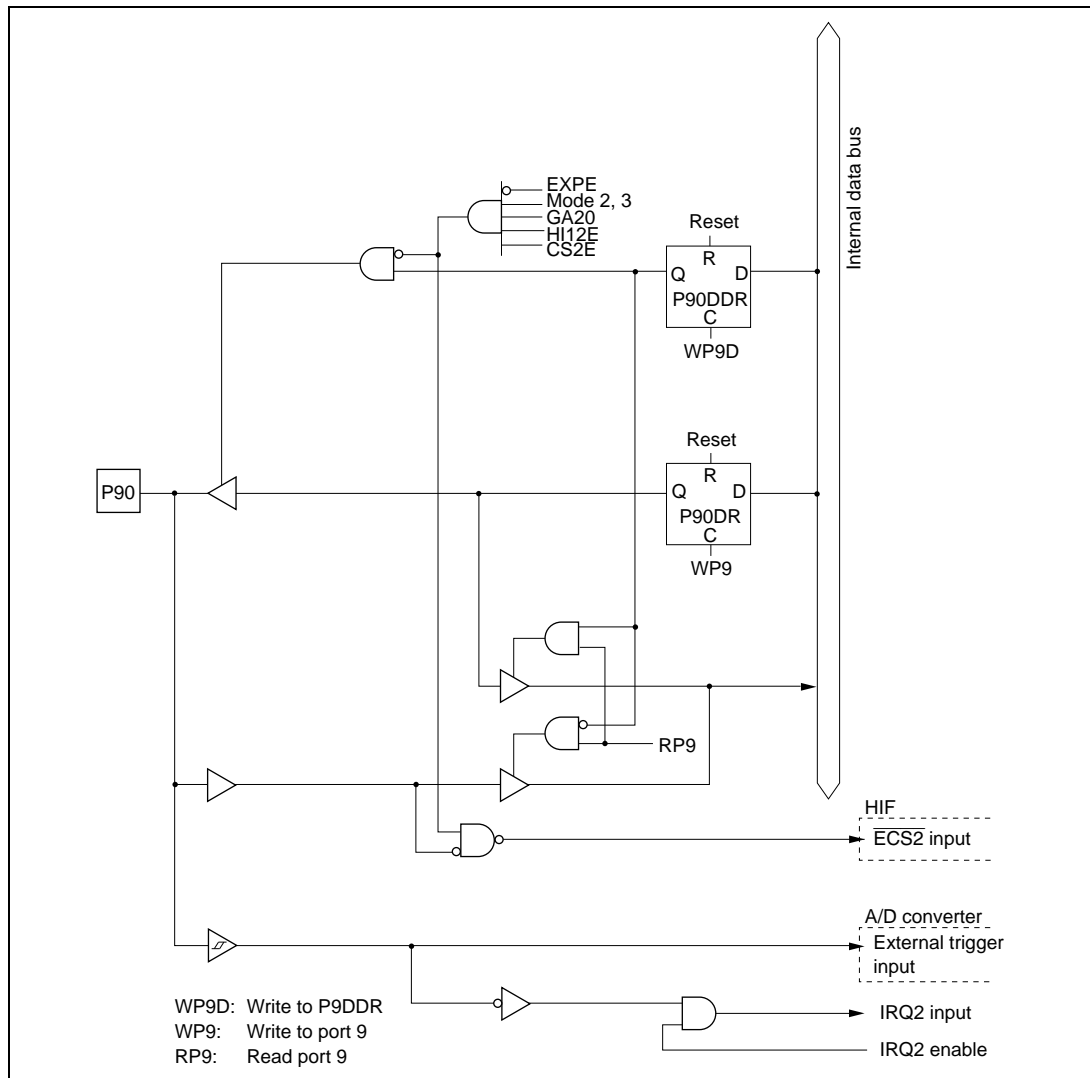 EXPE
Mode 2, 3
GA20
HI12E
CS2E
Reset
R
Q
D
P90DDR
C
WP9D
Internal data bus
Reset
R
P90
Q
D
P90DR
C
WP9
RP9
HIF
ECS2 input
A/D converter
External trigger
input
WP9D: Write to P9DDR
WP9: Write to port 9
RP9: Read port 9
IRQ2 input
IRQ2 enable